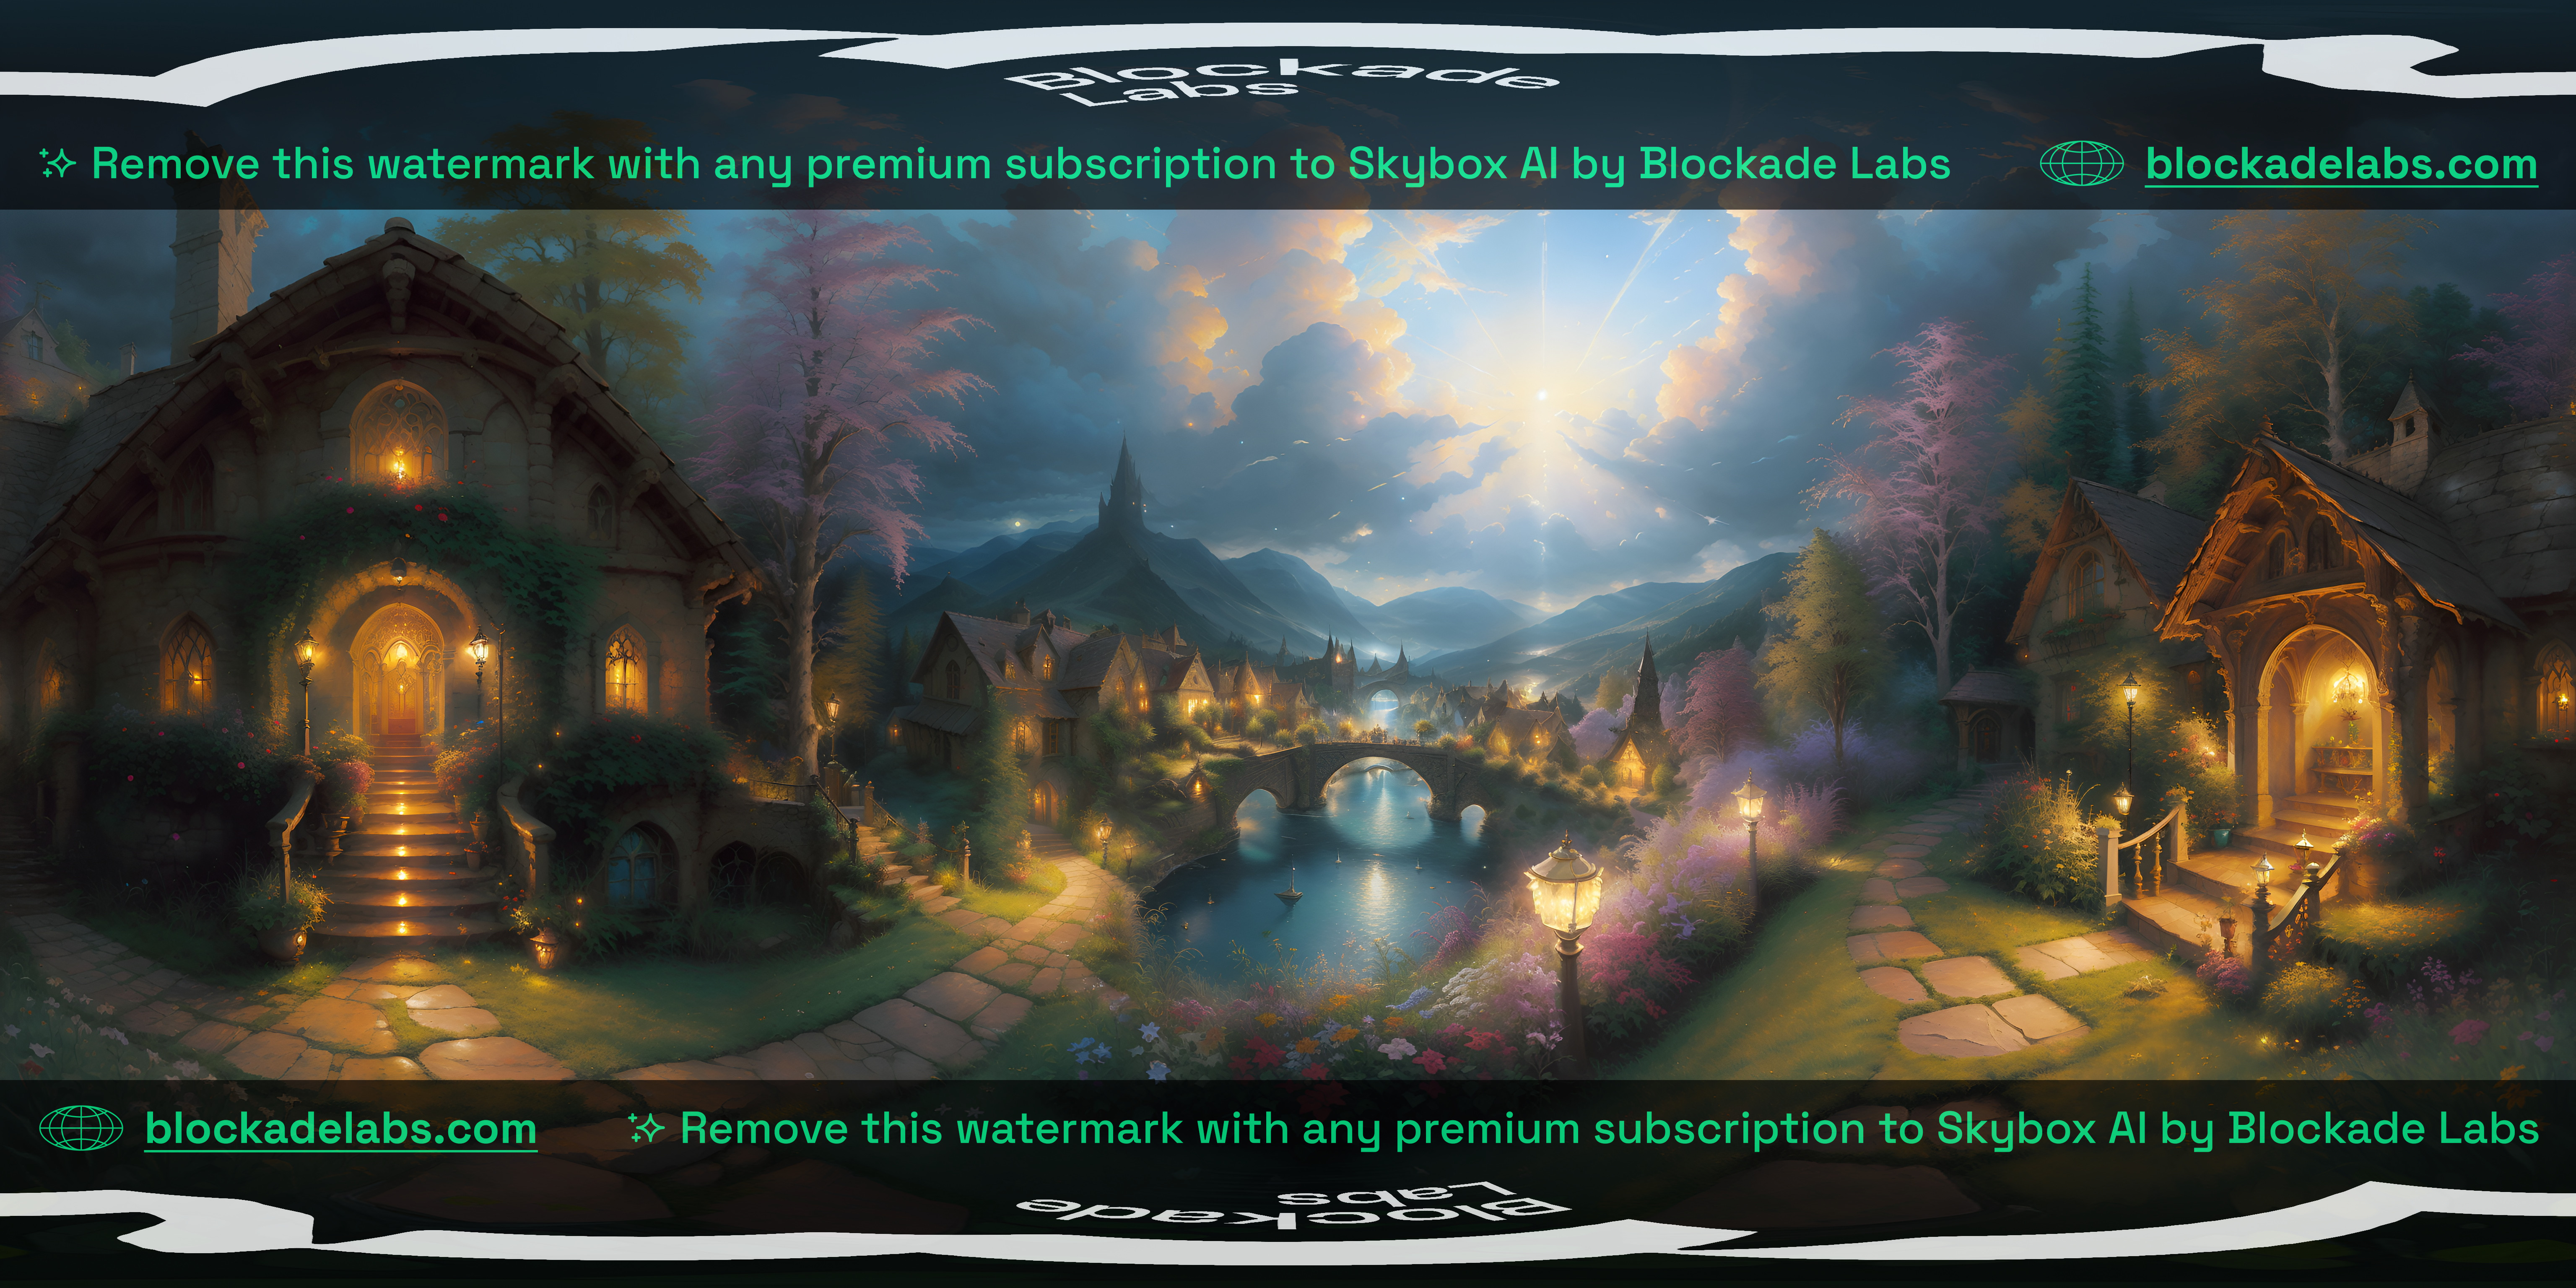 Blockade
Labs
Remove this watermark with any premium subscription to Skybox AI by Blockade Labs
blockadelabs.com
blockadelabs.com
Remove this watermark with any premium subscription to Skybox AI by Blockade Labs
Labs
Blockade